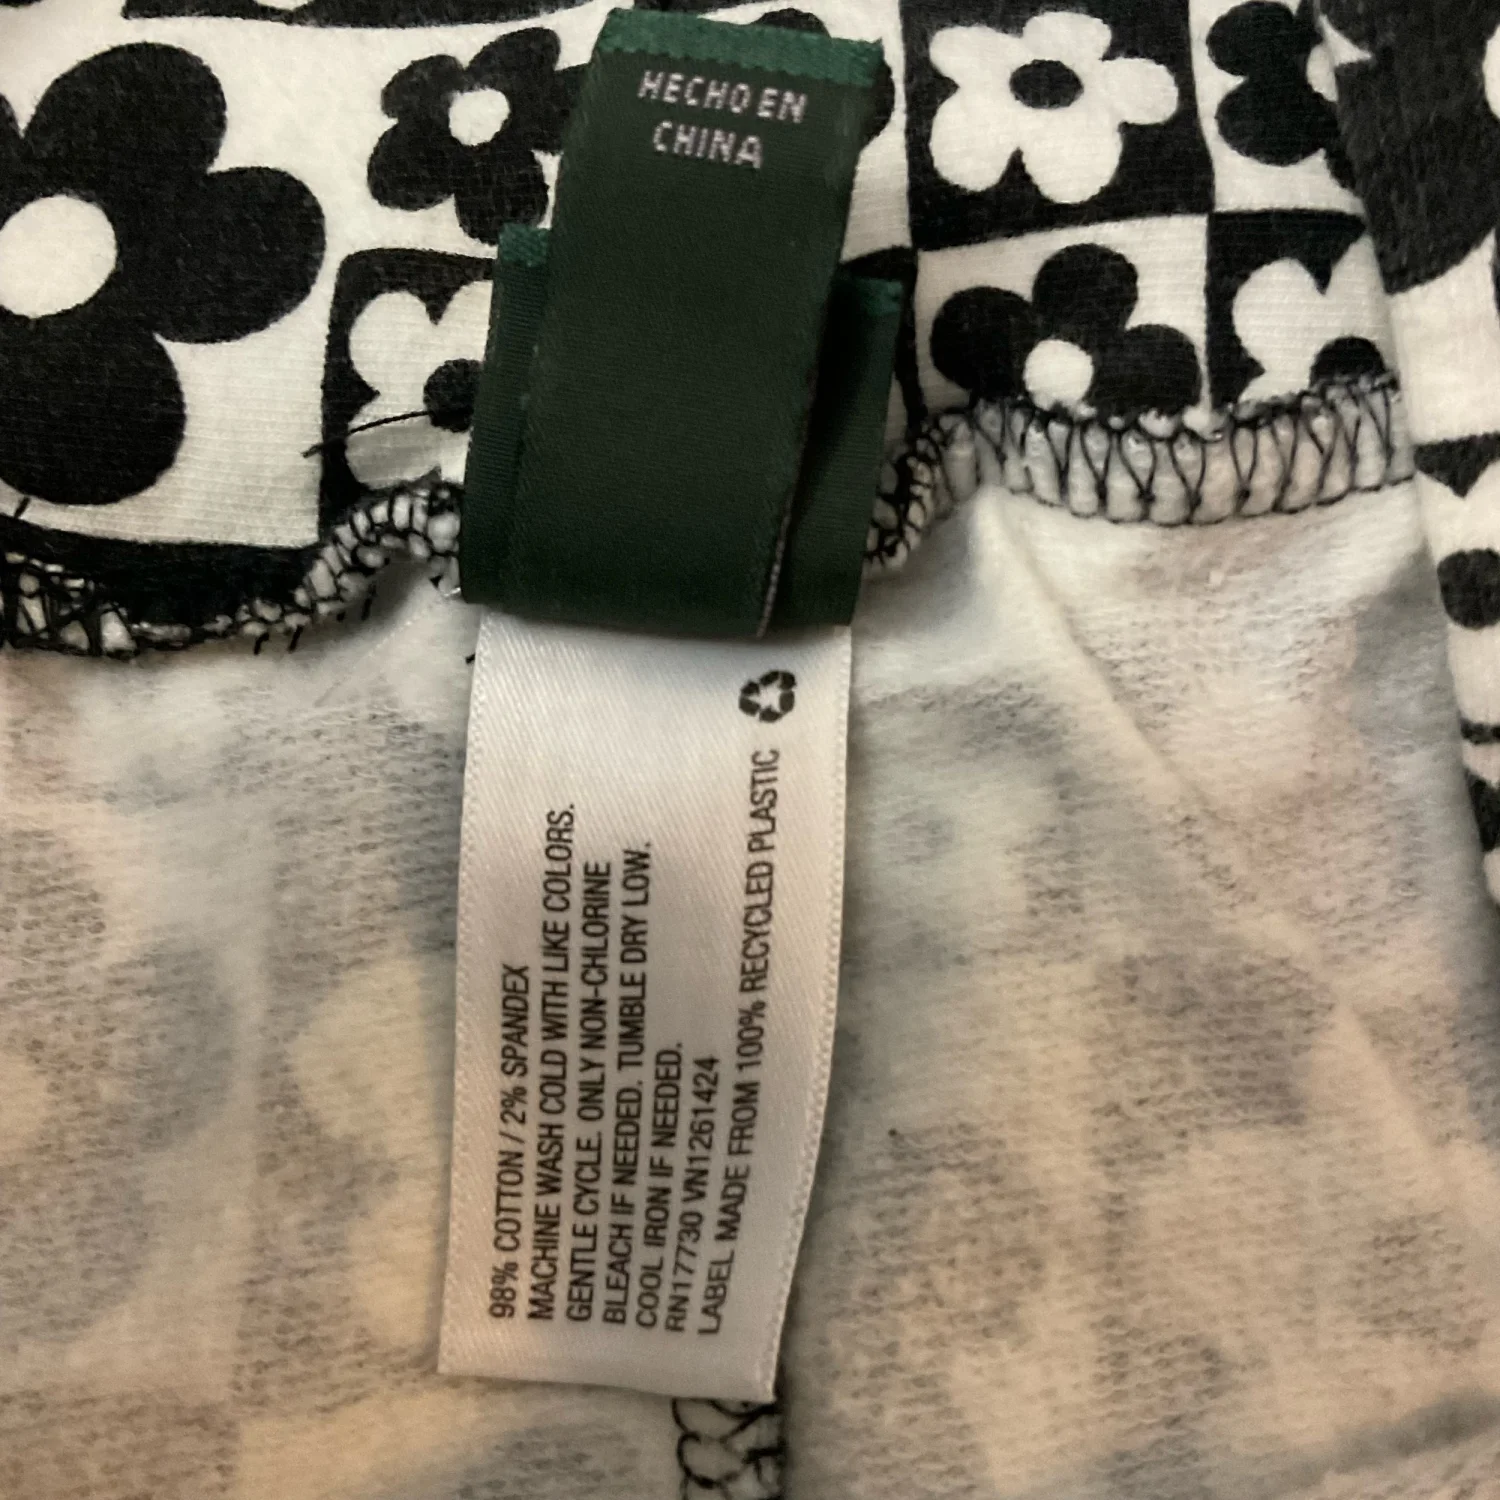 HECHO EN
CHINA
98% COTTON / 2% SPANDEX
MACHINE WASH COLD WITH LIKE COLORS.
GENTLE CYCLE. ONLY NON-CHLORINE
BLEACH IF NEEDED. TUMBLE DRY LOW.
COOL IRON IF NEEDED.
RN17730 VN1261424
LABEL MADE FROM 100% RECYCLED PLASTIC